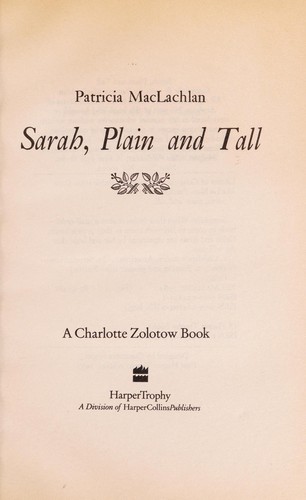 Patricia MacLachlan
Sarah, Plain and Tall
A Charlotte Zolotow Book
HarperTrophy
A Division of HarperCollinsPublishers